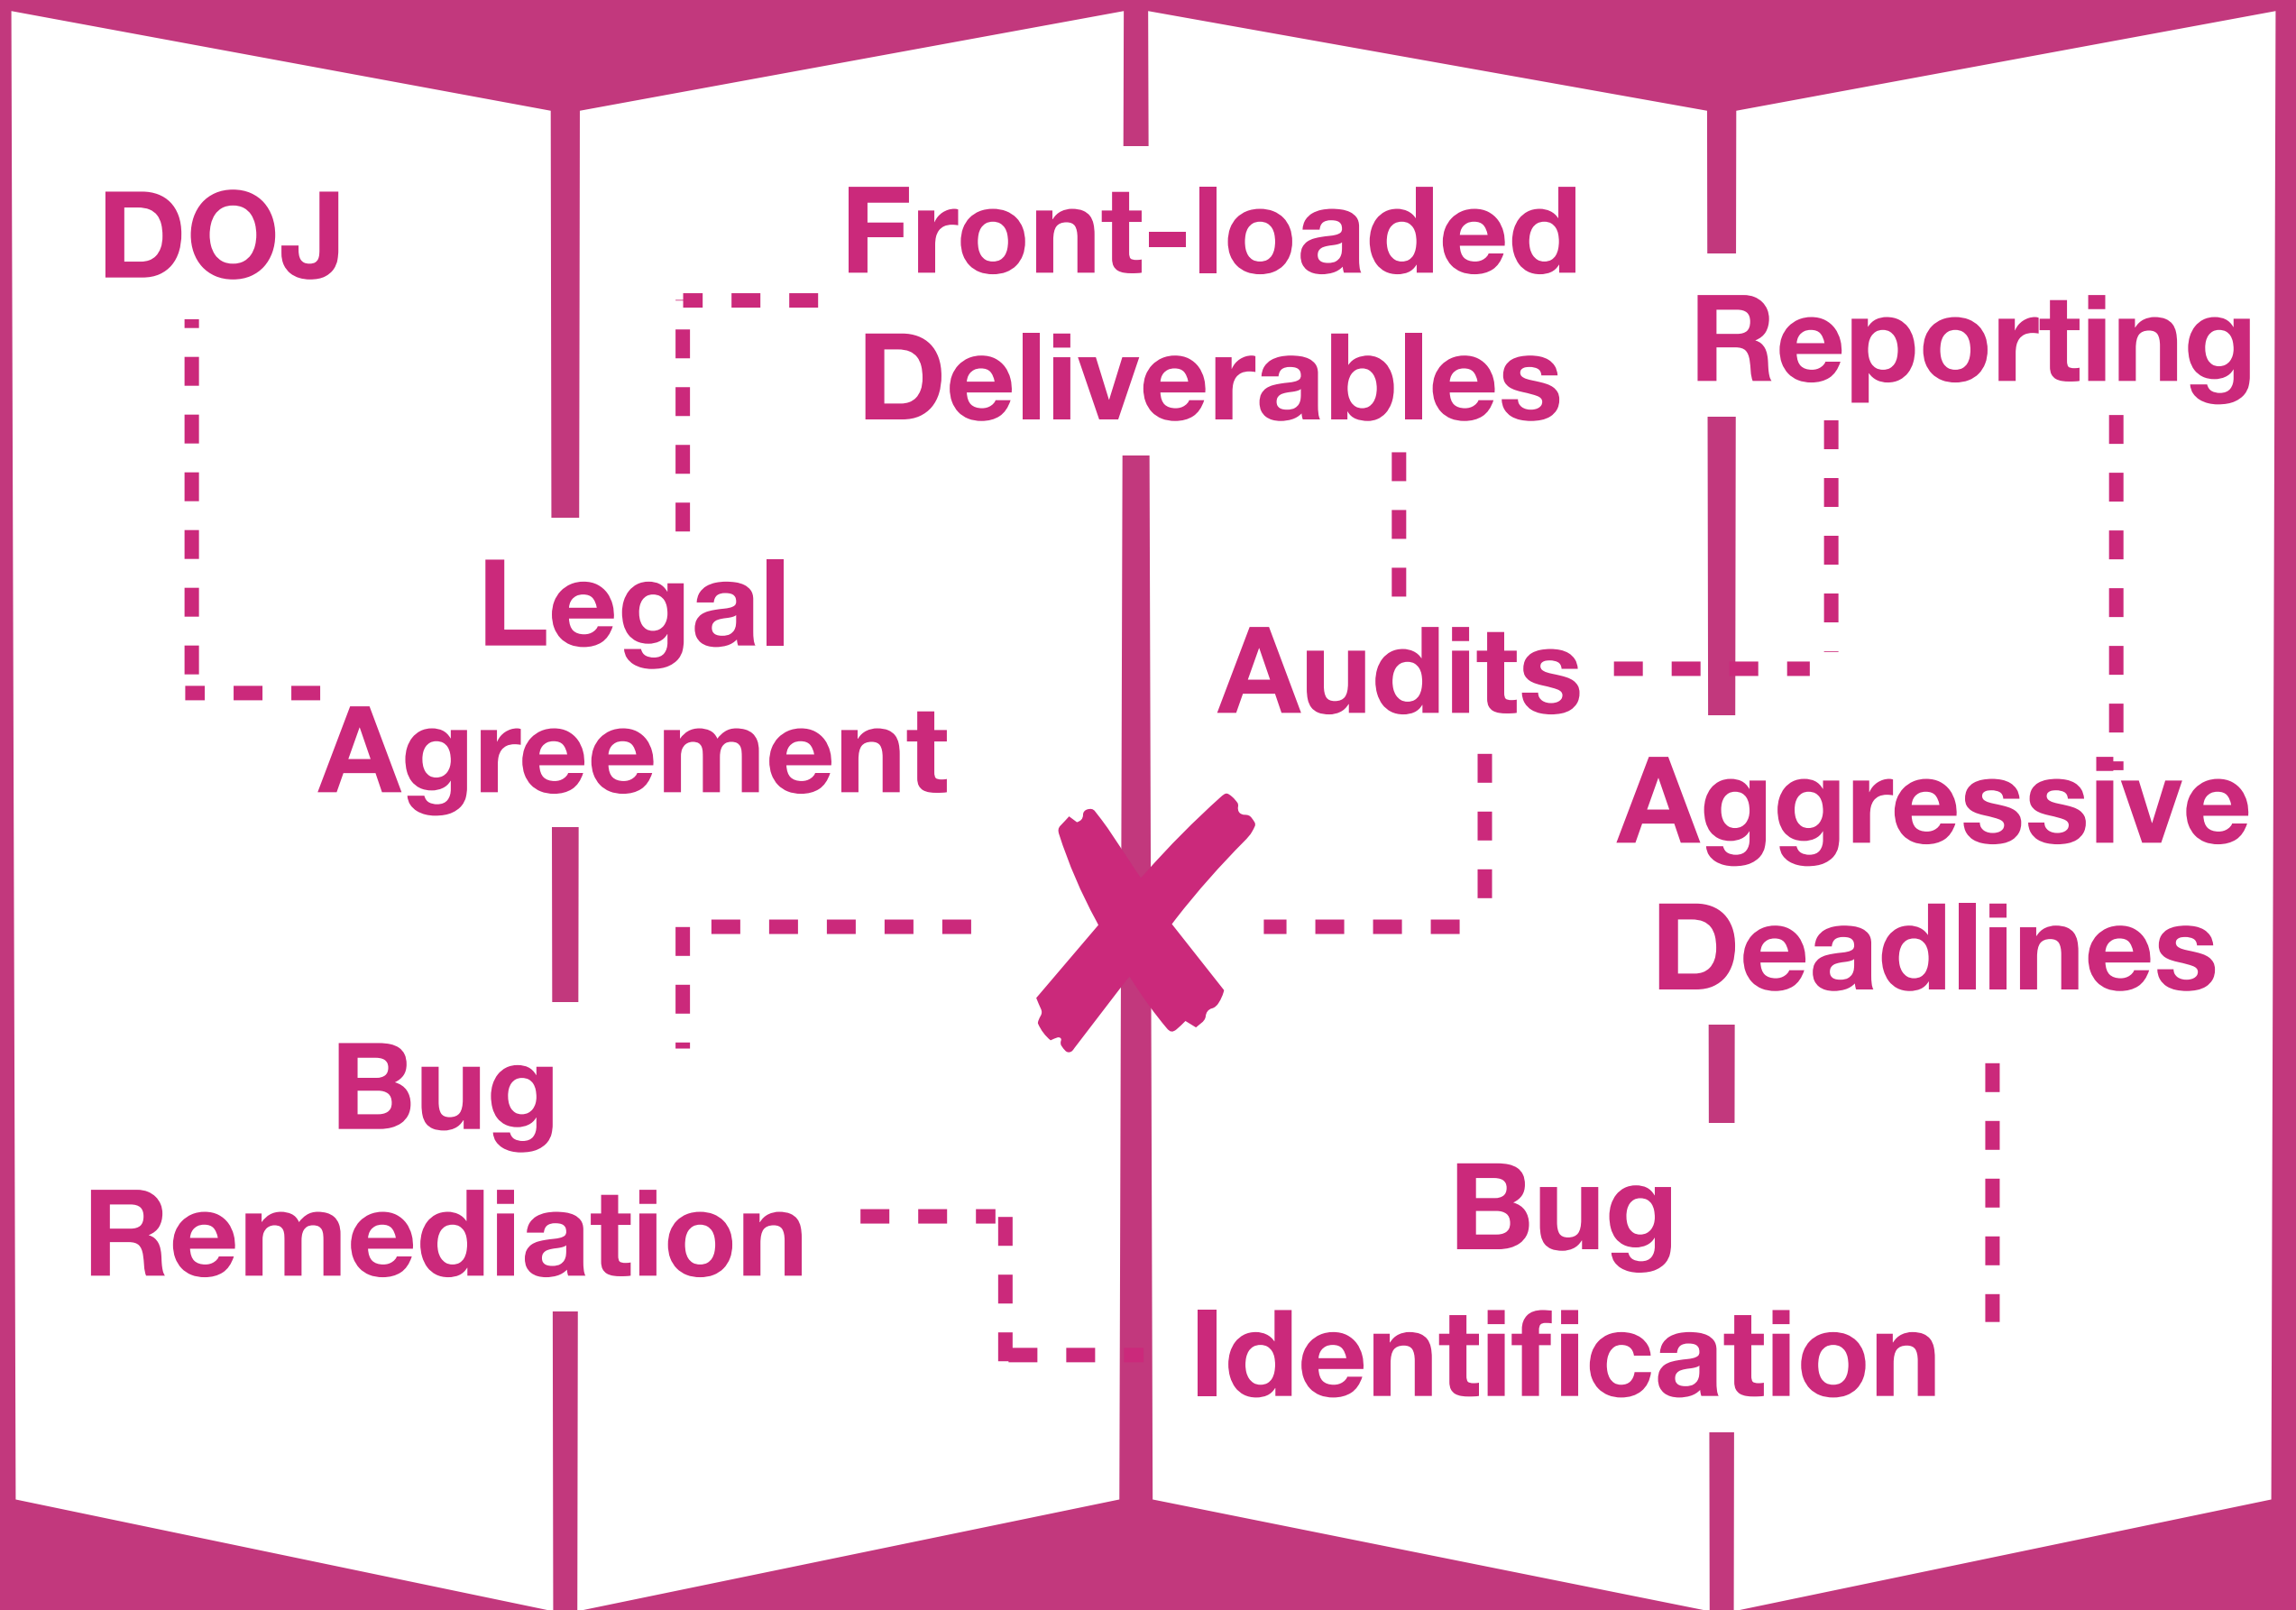 DOJ
Front-loaded
Deliverables
Reporting
Legal
Agreement
Audits
Aggressive
Deadlines
Bug
Remediation
Bug
Identification